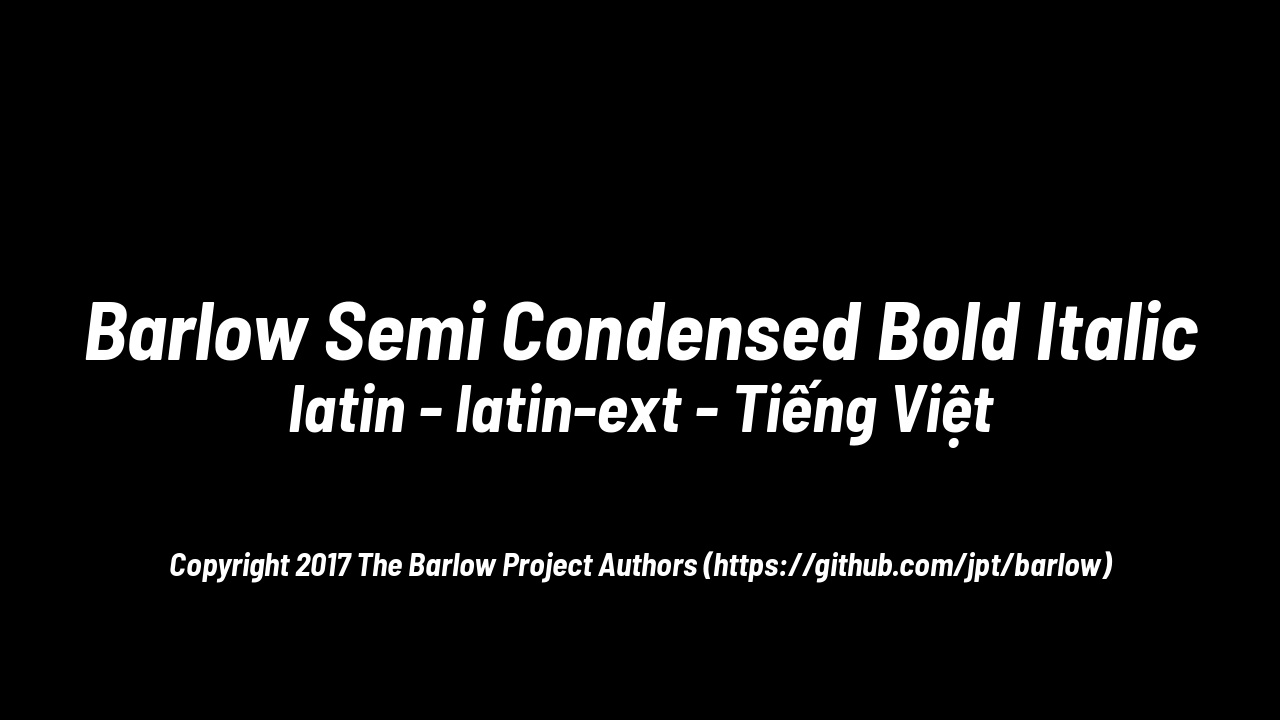 Barlow Semi Condensed Bold Italic
latin - latin-ext - Tiếng Việt
Copyright 2017 The Barlow Project Authors (https://github.com/jpt/barlow)